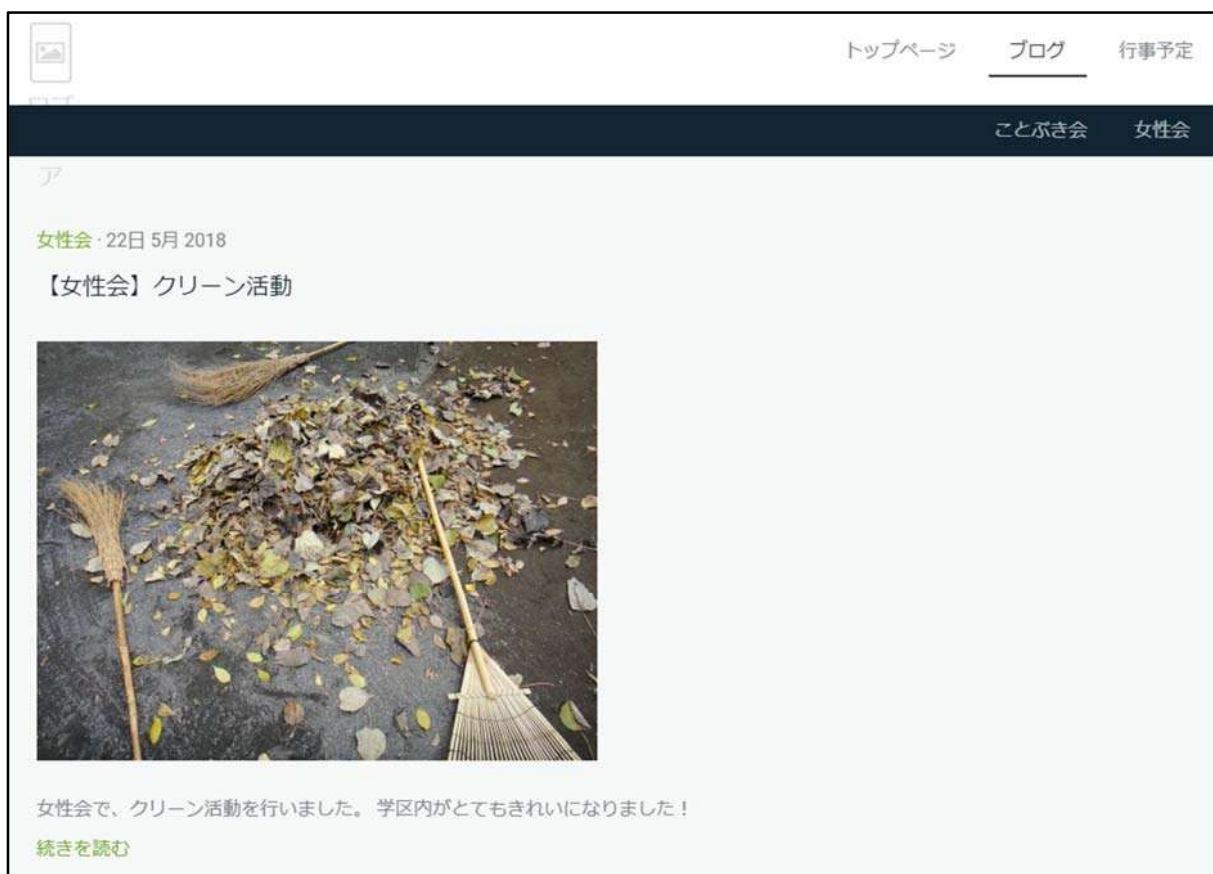 トップページ ブログ 行事予定
ことぶき会 女性会
ア
女性会 · 22日 5月 2018
【女性会】クリーン活動
女性会で、クリーン活動を行いました。 学区内がとてもきれいになりました！
続きを読む